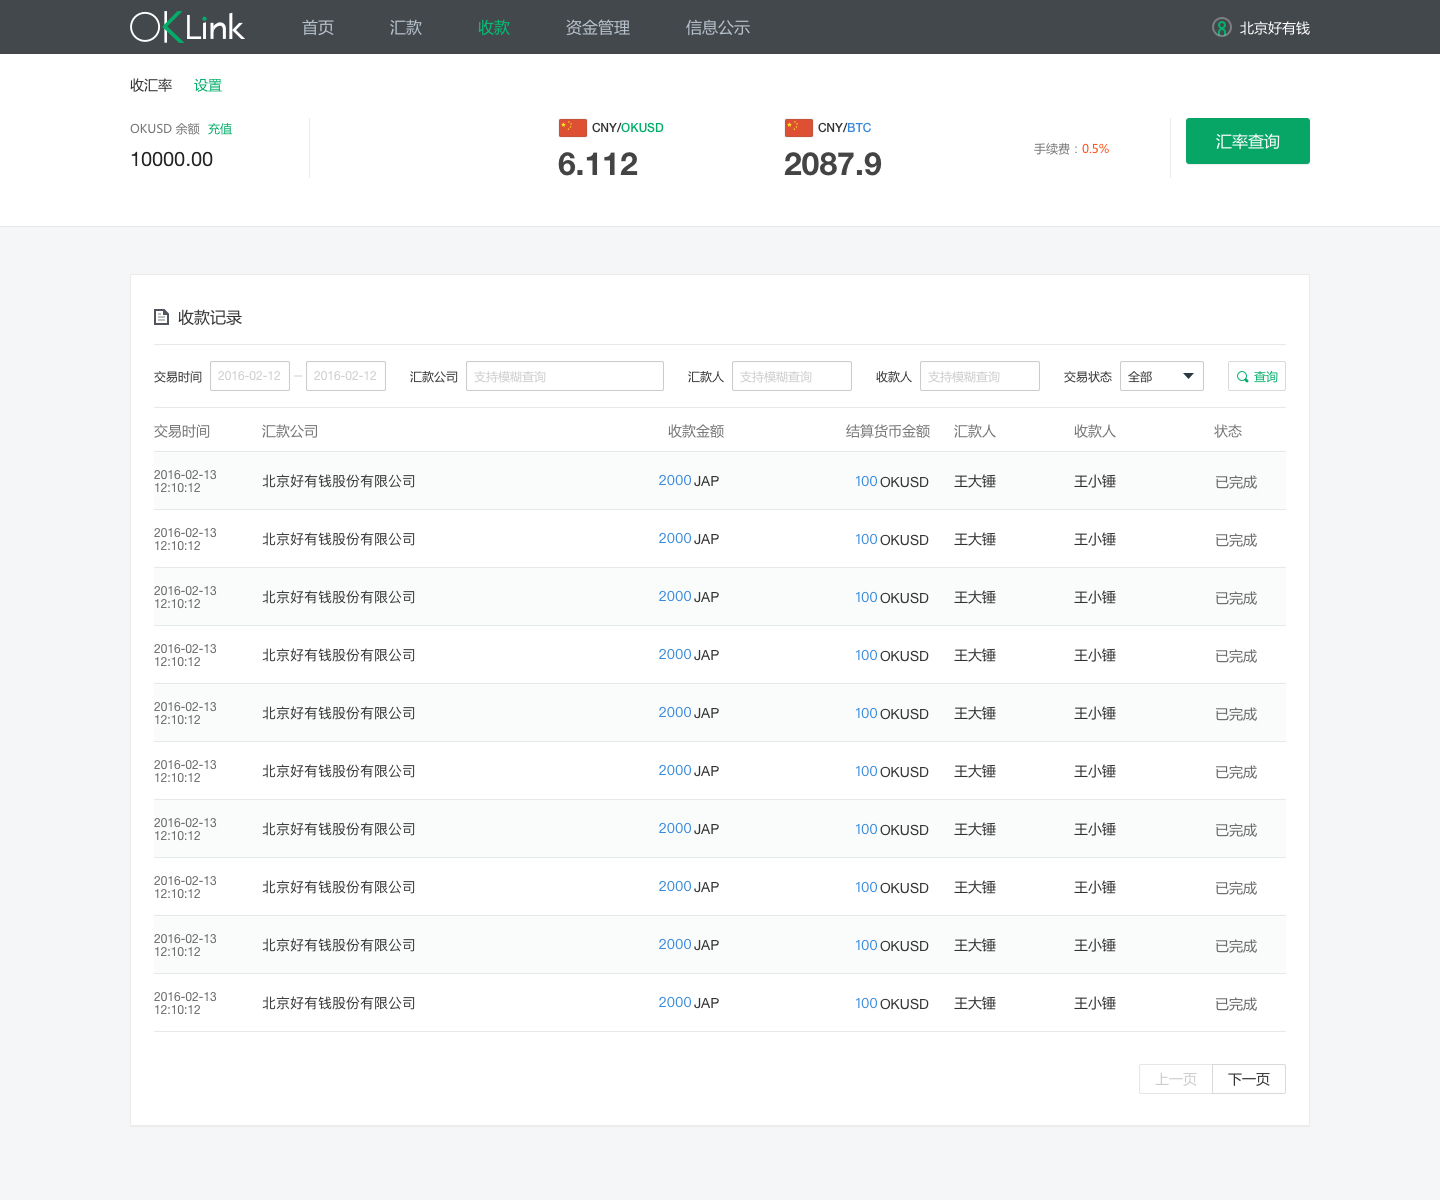 OKLink 首页 汇款 收款 资金管理 信息公示 北京好有钱
收汇率 设置
OKUSD 余额 充值
10000.00
CNY/OKUSD
6.112
CNY/BTC
2087.9
手续费：0.5%
汇率查询
收款记录
交易时间 2016-02-12 – 2016-02-12 汇款公司 支持模糊查询 汇款人 支持模糊查询 收款人 支持模糊查询 交易状态 全部 查询
交易时间 汇款公司 收款金额 结算货币金额 汇款人 收款人 状态
2016-02-13
12:10:12
北京好有钱股份有限公司 2000 JAP 100 OKUSD 王大锤 王小锤 已完成
2016-02-13
12:10:12
北京好有钱股份有限公司 2000 JAP 100 OKUSD 王大锤 王小锤 已完成
2016-02-13
12:10:12
北京好有钱股份有限公司 2000 JAP 100 OKUSD 王大锤 王小锤 已完成
2016-02-13
12:10:12
北京好有钱股份有限公司 2000 JAP 100 OKUSD 王大锤 王小锤 已完成
2016-02-13
12:10:12
北京好有钱股份有限公司 2000 JAP 100 OKUSD 王大锤 王小锤 已完成
2016-02-13
12:10:12
北京好有钱股份有限公司 2000 JAP 100 OKUSD 王大锤 王小锤 已完成
2016-02-13
12:10:12
北京好有钱股份有限公司 2000 JAP 100 OKUSD 王大锤 王小锤 已完成
2016-02-13
12:10:12
北京好有钱股份有限公司 2000 JAP 100 OKUSD 王大锤 王小锤 已完成
2016-02-13
12:10:12
北京好有钱股份有限公司 2000 JAP 100 OKUSD 王大锤 王小锤 已完成
2016-02-13
12:10:12
北京好有钱股份有限公司 2000 JAP 100 OKUSD 王大锤 王小锤 已完成
上一页 下一页